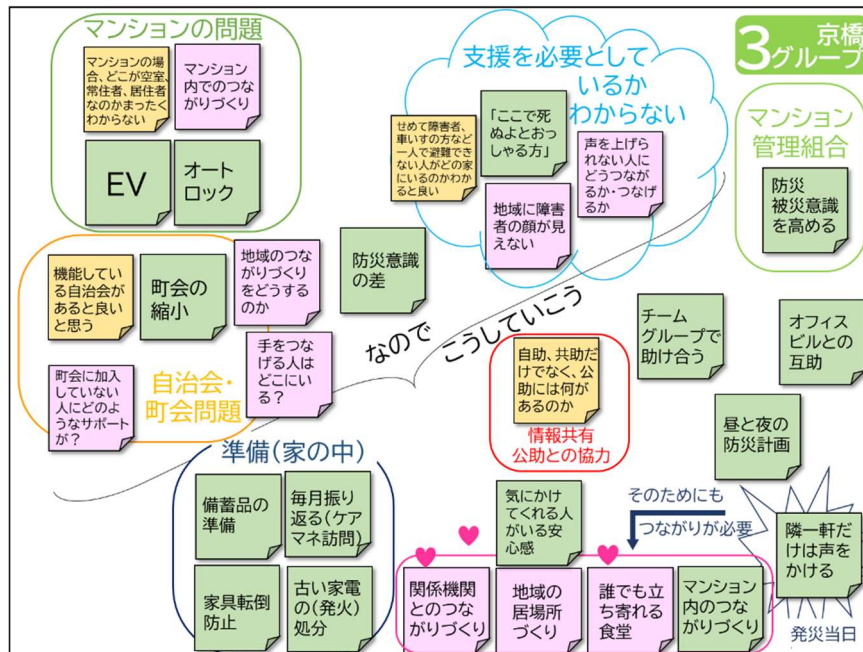 マンションの問題
マンションの場
合、どこが空室、
常住者、居住者
なのかまったく
わからない
マンション
内でのつな
がりづくり
EV
オート
ロック
支援を必要として
いるか
わからない
せめて障害者、
車いすの方など
一人で避難でき
ない人がどの家
にいるのかわか
ると良い
「ここで死
ぬよとおっ
しゃる方」
声を上げら
れない人に
どうつなが
るか・つなげ
るか
地域に障害
者の顔が見
えない
3 京橋
グループ
マンション
管理組合
防災
被災意識
を高める
機能してい
る自治会が
あると良い
と思う
町会の
縮小
地域のつな
がりづくり
をどうする
のか
手をつな
げる人は
どこにい
る?
町会に加入
していない
人にどのよ
うなサポート
が?
自治会・
町会問題
防災意識
の差
なので
こうしていこう
自助、共助だ
けでなく、公
助には何が
あるのか
情報共有
公助との協力
チーム
グループで
助け合う
オフィス
ビルとの
互助
昼と夜の
防災計画
準備(家の中)
備蓄品の
準備
毎月振り
返る(ケア
マネ訪問)
家具転倒
防止
古い家電
の(発火)
処分
気にかけ
てくれる人
がいる安
心感
そのためにも
つながりが必要
関係機関
とのつな
がりづくり
地域の
居場所
づくり
誰でも立
ち寄れる
食堂
マンション
内のつな
がりづくり
隣一軒だ
けは声を
かける
発災当日